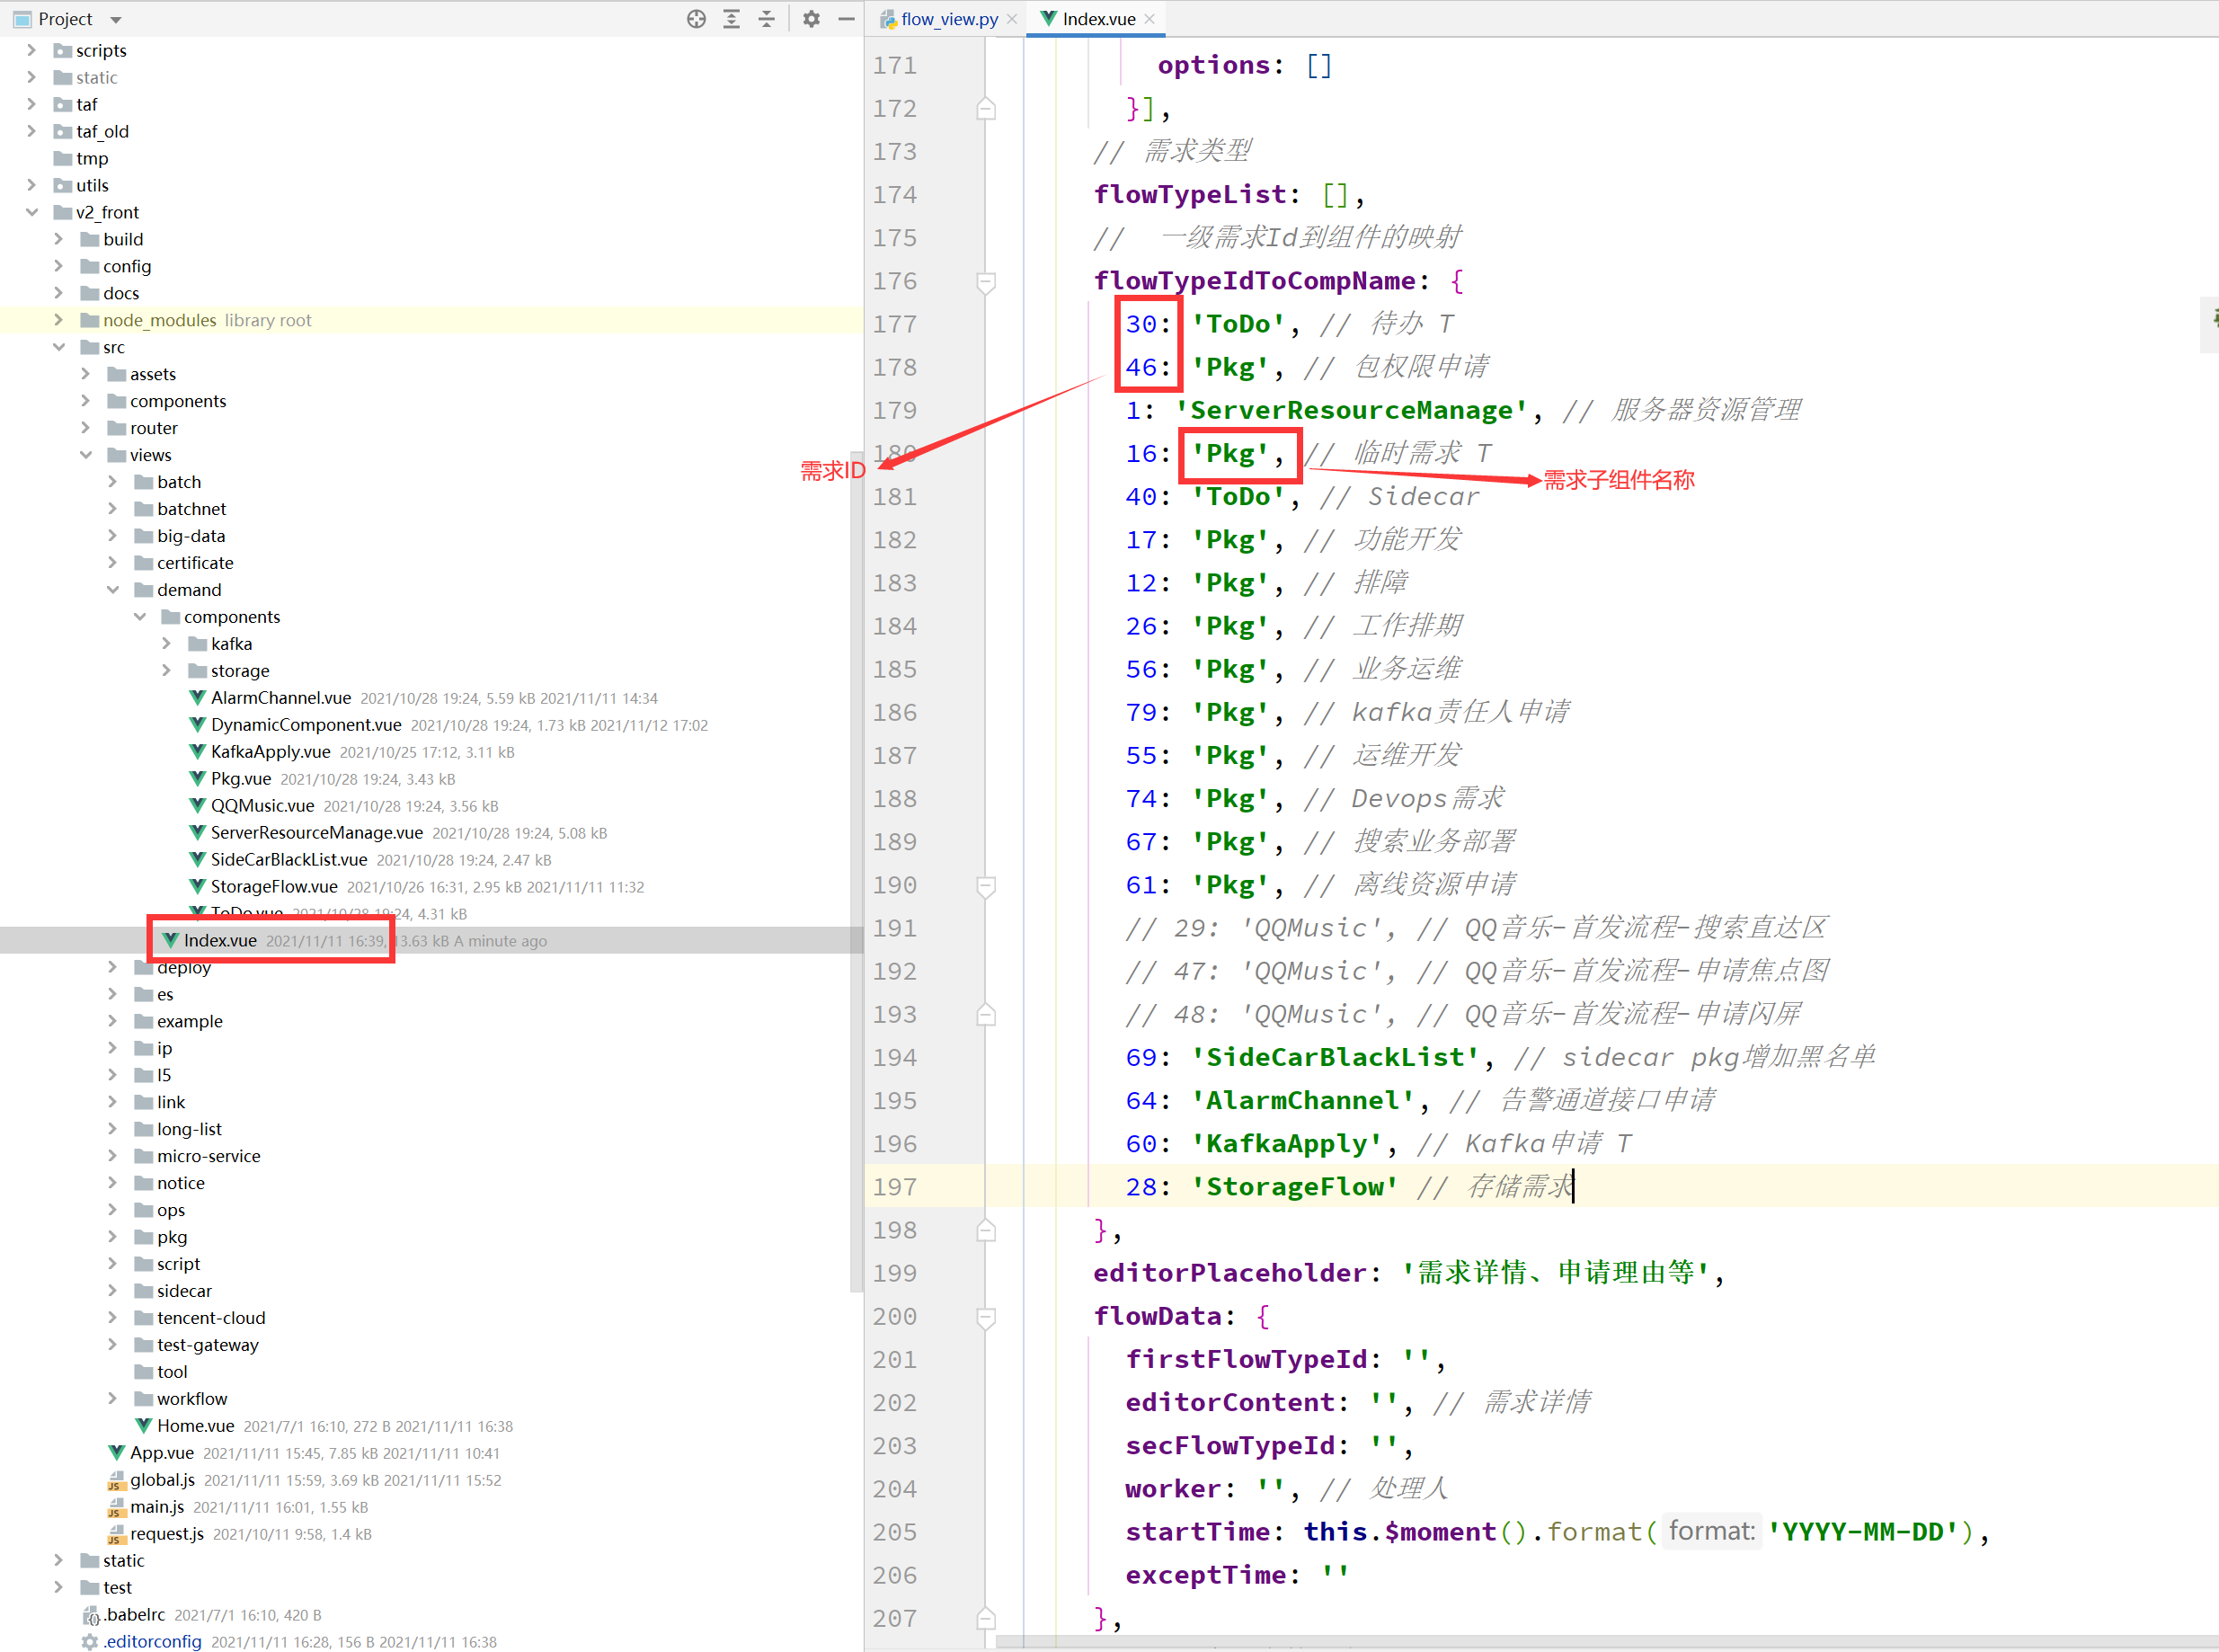 Project
scripts
static
taf
taf_old
tmp
utils
v2_front
build
config
docs
node_modules library root
src
assets
components
router
views
batch
batchnet
big-data
certificate
demand
components
kafka
storage
AlarmChannel.vue 2021/10/28 19:24, 5.59 kB 2021/11/11 14:34
DynamicComponent.vue 2021/10/28 19:24, 1.73 kB 2021/11/12 17:02
KafkaApply.vue 2021/10/25 17:12, 3.11 kB
Pkg.vue 2021/10/28 19:24, 3.43 kB
QQMusic.vue 2021/10/28 19:24, 3.56 kB
ServerResourceManage.vue 2021/10/28 19:24, 5.08 kB
SideCarBlackList.vue 2021/10/28 19:24, 2.47 kB
StorageFlow.vue 2021/10/26 16:31, 2.95 kB 2021/11/11 11:32
ToDo.vue 2021/10/28 19:24, 4.31 kB
Index.vue 2021/11/11 16:39, 13.63 kB A minute ago
deploy
es
example
ip
l5
link
long-list
micro-service
notice
ops
pkg
script
sidecar
tencent-cloud
test-gateway
tool
workflow
Home.vue 2021/7/1 16:10, 272 B 2021/11/11 16:38
App.vue 2021/11/11 15:45, 7.85 kB 2021/11/11 10:41
global.js 2021/11/11 15:59, 3.69 kB 2021/11/11 15:52
main.js 2021/11/11 16:01, 1.55 kB
request.js 2021/10/11 9:58, 1.4 kB
static
test
.babelrc 2021/7/1 16:10, 420 B
.editorconfig 2021/11/11 16:28, 156 B 2021/11/11 16:38
flow_view.py
Index.vue
171 options: []
172 }],
173 // 需求类型
174 flowTypeList: [],
175 // 一级需求Id到组件的映射
176 flowTypeIdToCompName: {
177 30: 'ToDo', // 待办 T
178 46: 'Pkg', // 包权限申请
179 1: 'ServerResourceManage', // 服务器资源管理
180 16: 'Pkg', // 临时需求 T
需求ID
需求子组件名称
181 40: 'ToDo', // Sidecar
182 17: 'Pkg', // 功能开发
183 12: 'Pkg', // 排障
184 26: 'Pkg', // 工作排期
185 56: 'Pkg', // 业务运维
186 79: 'Pkg', // kafka责任人申请
187 55: 'Pkg', // 运维开发
188 74: 'Pkg', // Devops需求
189 67: 'Pkg', // 搜索业务部署
190 61: 'Pkg', // 离线资源申请
191 // 29: 'QQMusic', // QQ音乐-首发流程-搜索直达区
192 // 47: 'QQMusic', // QQ音乐-首发流程-申请焦点图
193 // 48: 'QQMusic', // QQ音乐-首发流程-申请闪屏
194 69: 'SideCarBlackList', // sidecar pkg增加黑名单
195 64: 'AlarmChannel', // 告警通道接口申请
196 60: 'KafkaApply', // Kafka申请 T
197 28: 'StorageFlow' // 存储需求
198 },
199 editorPlaceholder: '需求详情、申请理由等',
200 flowData: {
201 firstFlowTypeId: '',
202 editorContent: '', // 需求详情
203 secFlowTypeId: '',
204 worker: '', // 处理人
205 startTime: this.$moment().format( format: 'YYYY-MM-DD'),
206 exceptTime: ''
207 },